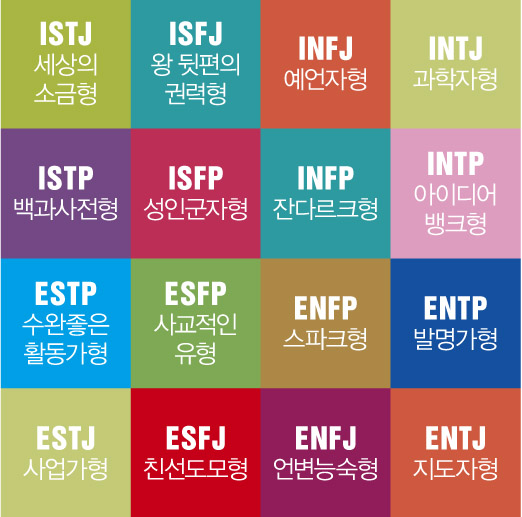 ISTJ
세상의
소금형
ISFJ
왕 뒷편의
권력형
INFJ
예언자형
INTJ
과학자형
ISTP
백과사전형
ISFP
성인군자형
INFP
잔다르크형
INTP
아이디어
뱅크형
ESTP
수완좋은
활동가형
ESFP
사교적인
유형
ENFP
스파크형
ENTP
발명가형
ESTJ
사업가형
ESFJ
친선도모형
ENFJ
언변능숙형
ENTJ
지도자형